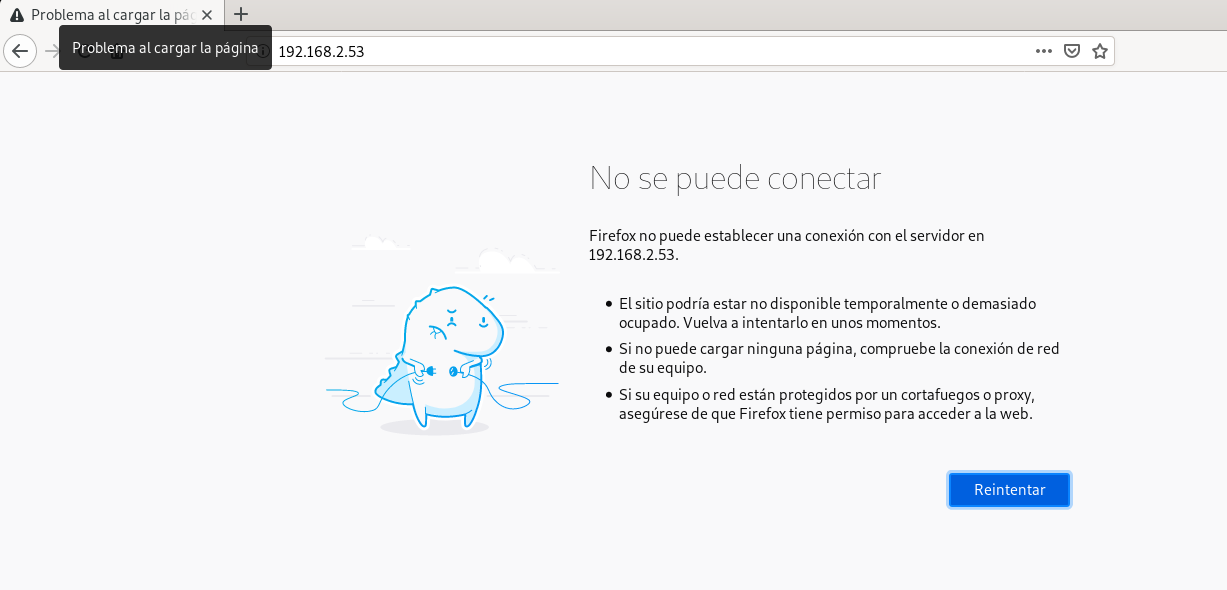 Problema al cargar la pág
Problema al cargar la página
192.168.2.53
No se puede conectar
Firefox no puede establecer una conexión con el servidor en
192.168.2.53.
El sitio podría estar no disponible temporalmente o demasiado
ocupado. Vuelva a intentarlo en unos momentos.
Si no puede cargar ninguna página, compruebe la conexión de red
de su equipo.
Si su equipo o red están protegidos por un cortafuegos o proxy,
asegúrese de que Firefox tiene permiso para acceder a la web.
Reintentar